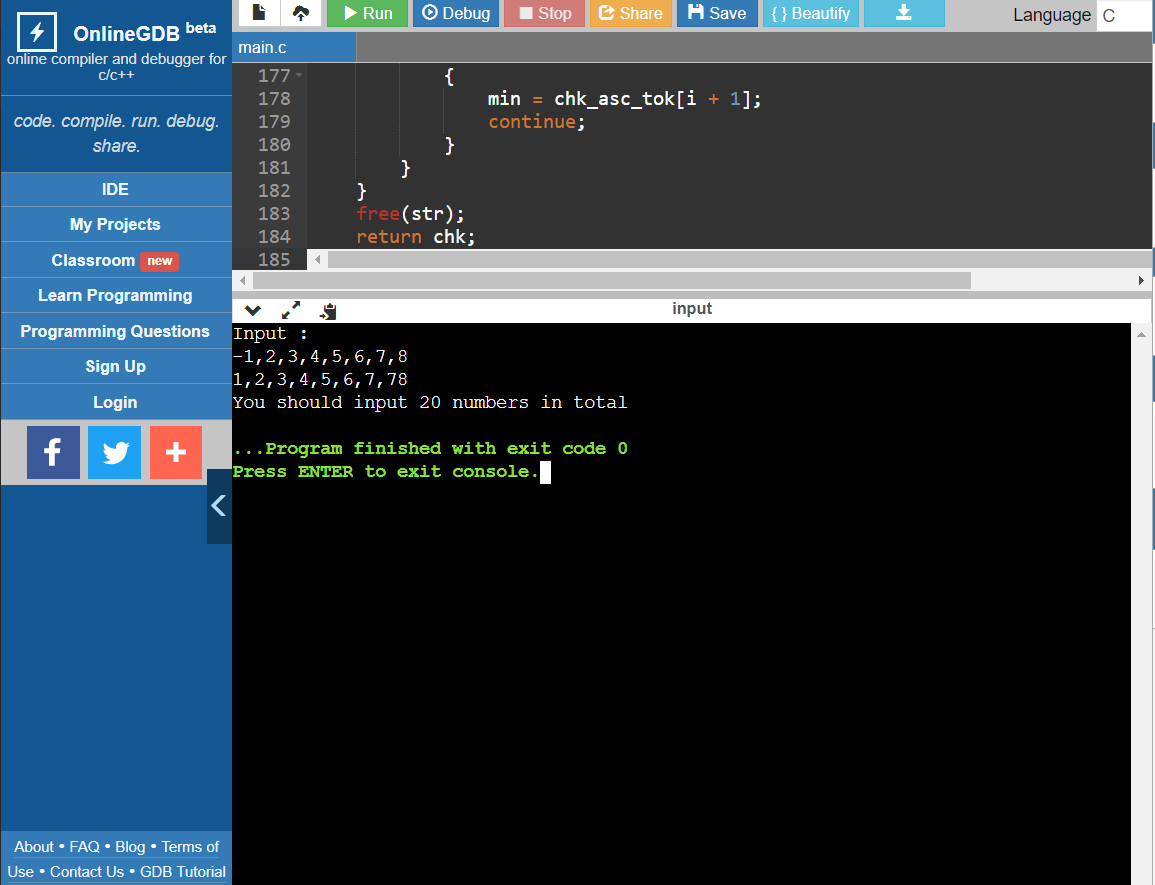 OnlineGDB beta
online compiler and debugger for
c/c++
code. compile. run. debug.
share.
IDE
My Projects
Classroom new
Learn Programming
Programming Questions
Sign Up
Login
About • FAQ • Blog • Terms of
Use • Contact Us • GDB Tutorial
Run Debug Stop Share Save { } Beautify
Language C
main.c
177 {
178 min = chk_asc_tok[i + 1];
179 continue;
180 }
181 }
182 }
183 free(str);
184 return chk;
185
input
Input :
-1,2,3,4,5,6,7,8
1,2,3,4,5,6,7,78
You should input 20 numbers in total
...Program finished with exit code 0
Press ENTER to exit console.